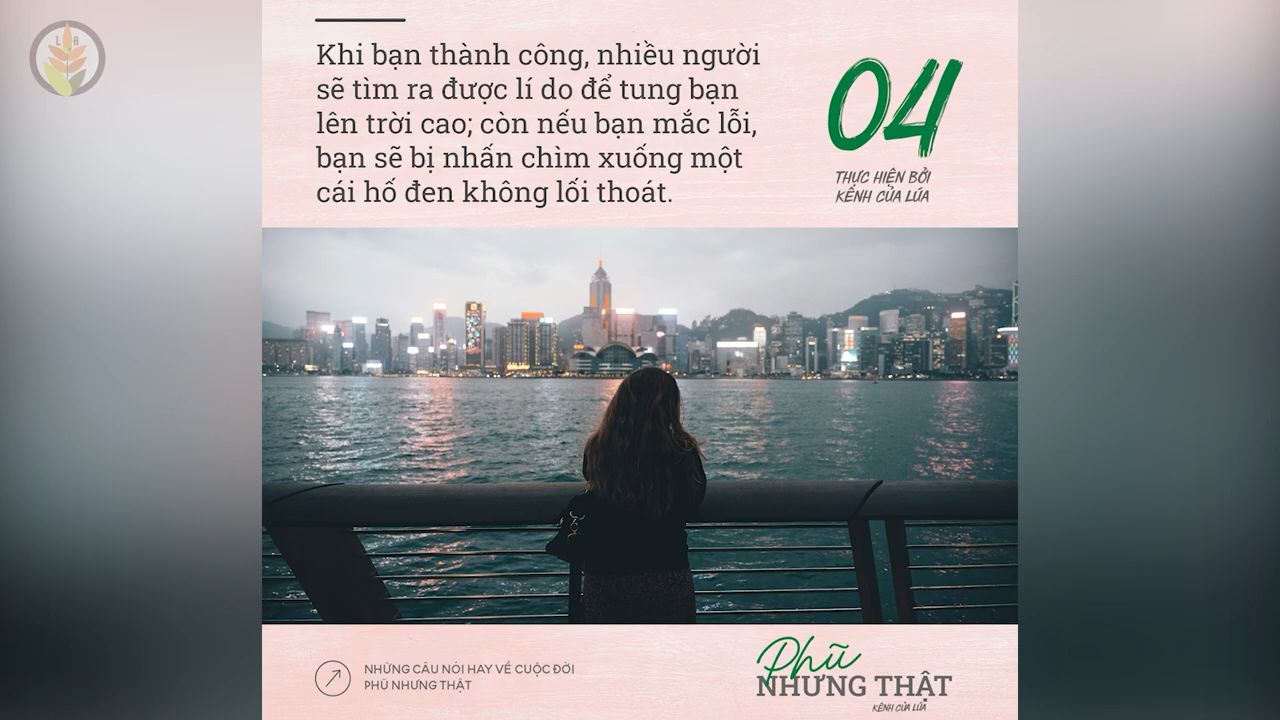 L A
Khi bạn thành công, nhiều người
sẽ tìm ra được lí do để tung bạn
lên trời cao; còn nếu bạn mắc lỗi,
bạn sẽ bị nhấn chìm xuống một
cái hố đen không lối thoát.
04
THỰC HIỆN BỞI
KÊNH CỦA LÚA
NHỮNG CÂU NÓI HAY VỀ CUỘC ĐỜI
PHŨ NHƯNG THẬT
Phũ
NHƯNG THẬT
KÊNH CỦA LÚA